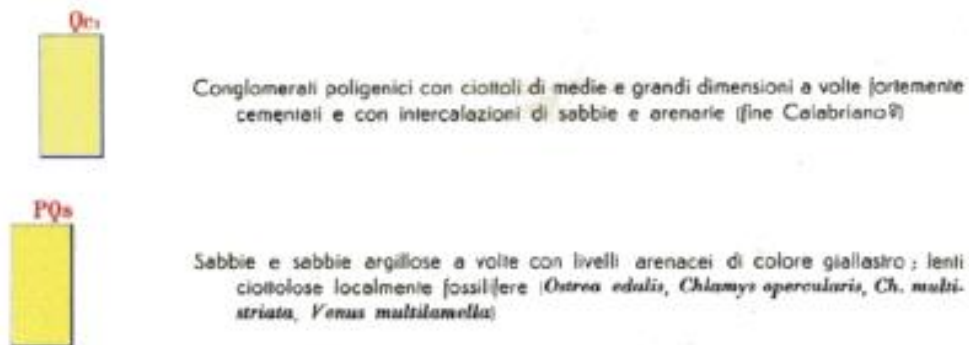 Qc₁
Conglomerati poligenici con ciottoli di medie e grandi dimensioni a volte fortemente
cementati e con intercalazioni di sabbie e arenarie (fine Calabriano?)
PQs
Sabbie e sabbie argillose a volte con livelli arenacei di colore giallastro; lenti
ciottolose localmente fossilifere (Ostrea edulis, Chlamys opercularis, Ch. multi-
striata, Venus multilamella)